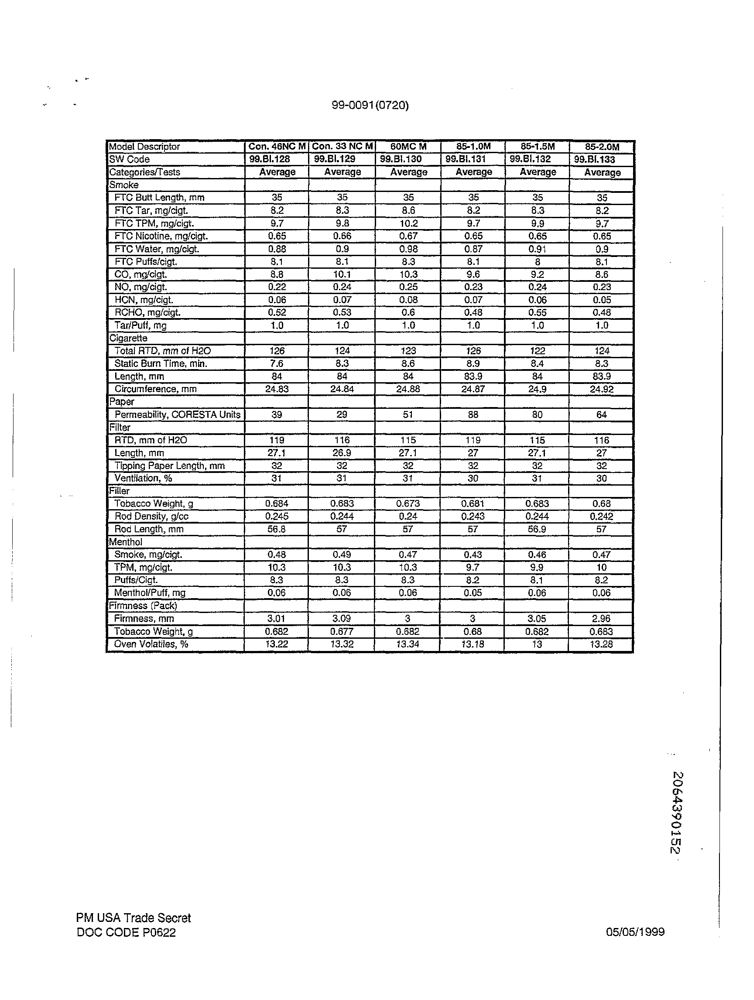 99-0091(0720)
Model Descriptor Con. 46NC M Con. 33 NC M 60MC M 85-1.0M 85-1.5M 85-2.0M
SW Code 99.BI.128 99.BI.129 99.BI.130 99.BI.131 99.BI.132 99.BI.133
Categories/Tests Average Average Average Average Average Average
Smoke
FTC Butt Length, mm 35 35 35 35 35 35
FTC Tar, mg/cigt. 8.2 8.3 8.6 8.2 8.3 8.2
FTC TPM, mg/cigt. 9.7 9.8 10.2 9.7 9.9 9.7
FTC Nicotine, mg/cigt. 0.65 0.66 0.67 0.65 0.65 0.65
FTC Water, mg/cigt. 0.88 0.9 0.98 0.87 0.91 0.9
FTC Puffs/cigt. 8.1 8.1 8.3 8.1 8 8.1
CO, mg/cigt. 8.8 10.1 10.3 9.6 9.2 8.6
NO, mg/cigt. 0.22 0.24 0.25 0.23 0.24 0.23
HCN, mg/cigt. 0.06 0.07 0.08 0.07 0.06 0.05
RCHO, mg/cigt. 0.52 0.53 0.6 0.48 0.55 0.48
Tar/Puff, mg 1.0 1.0 1.0 1.0 1.0 1.0
Cigarette
Total RTD, mm of H2O 126 124 123 126 122 124
Static Burn Time, min. 7.6 8.3 8.6 8.9 8.4 8.3
Length, mm 84 84 84 83.9 84 83.9
Circumference, mm 24.83 24.84 24.88 24.87 24.9 24.92
Paper
Permeability, CORESTA Units 39 29 51 88 80 64
Filter
RTD, mm of H2O 119 116 115 119 115 116
Length, mm 27.1 26.9 27.1 27 27.1 27
Tipping Paper Length, mm 32 32 32 32 32 32
Ventilation, % 31 31 31 30 31 30
Filler
Tobacco Weight, g 0.684 0.683 0.673 0.681 0.683 0.68
Rod Density, g/cc 0.245 0.244 0.24 0.243 0.244 0.242
Rod Length, mm 56.8 57 57 57 56.9 57
Menthol
Smoke, mg/cigt. 0.48 0.49 0.47 0.43 0.46 0.47
TPM, mg/cigt. 10.3 10.3 10.3 9.7 9.9 10
Puffs/Cigt. 8.3 8.3 8.3 8.2 8.1 8.2
Menthol/Puff, mg 0.06 0.06 0.06 0.05 0.06 0.06
Firmness (Pack)
Firmness, mm 3.01 3.09 3 3 3.05 2.96
Tobacco Weight, g 0.682 0.677 0.682 0.68 0.682 0.683
Oven Volatiles, % 13.22 13.32 13.34 13.18 13 13.28
2064390152
PM USA Trade Secret
DOC CODE P0622
05/05/1999